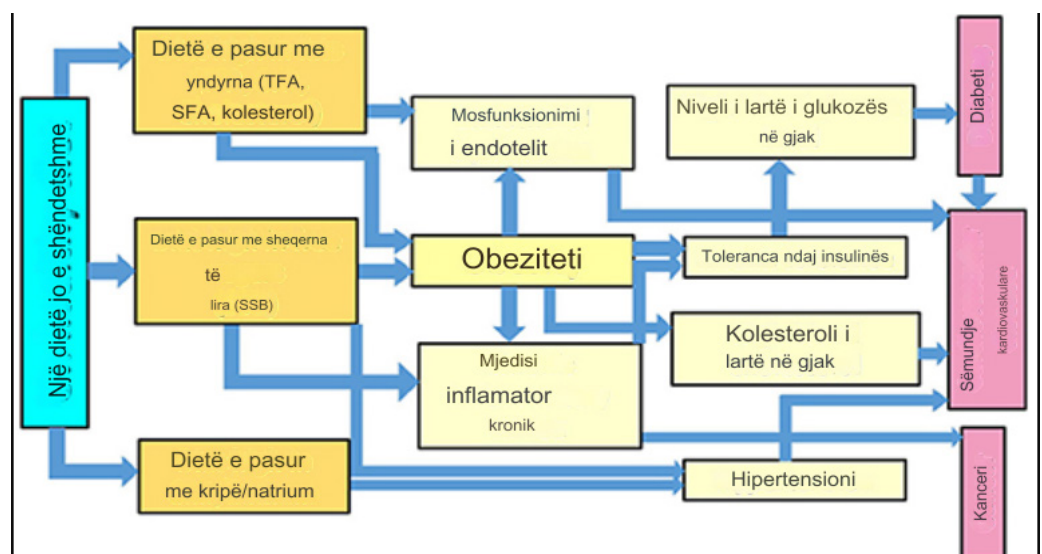 Një dietë jo e shëndetshme
Dietë e pasur me
yndyrna (TFA,
SFA, kolesterol)
Dietë e pasur me sheqerna
të
lira (SSB)
Dietë e pasur
me kripë/natrium
Mosfunksionimi
i endotelit
Obeziteti
Mjedisi
inflamator
kronik
Niveli i lartë i glukozës
në gjak
Toleranca ndaj insulinës
Kolesteroli i
lartë në gjak
Hipertensioni
Diabeti
Sëmundje
kardiovaskulare
Kanceri